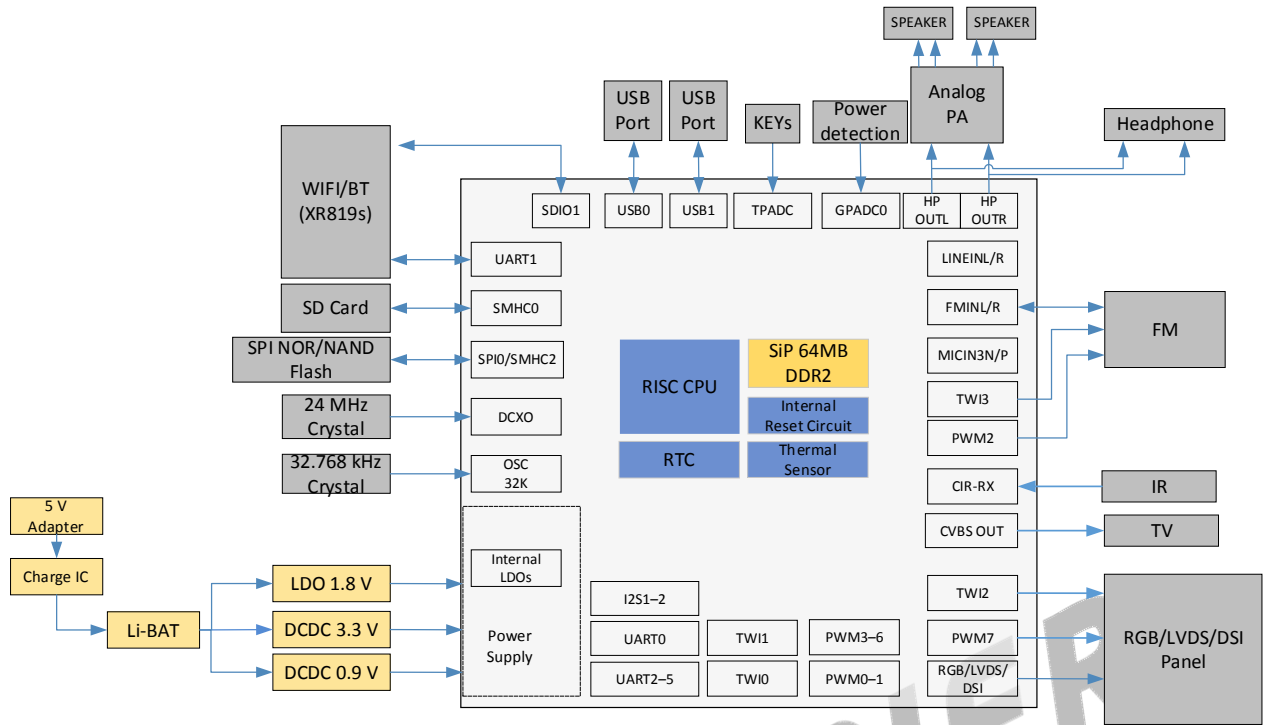 SPEAKER
SPEAKER
USB
Port
USB
Port
KEYs
Power
detection
Analog
PA
Headphone
WIFI/BT
(XR819s)
SDIO1
USB0
USB1
TPADC
GPADC0
HP
OUTL
HP
OUTR
UART1
LINEINL/R
SD Card
SMHC0
FMINL/R
FM
SPI NOR/NAND
Flash
SPI0/SMHC2
RISC CPU
SiP 64MB
DDR2
MICIN3N/P
24 MHz
Crystal
DCXO
Internal
Reset Circuit
TWI3
PWM2
32.768 kHz
Crystal
OSC
32K
RTC
Thermal
Sensor
CIR-RX
IR
5 V
Adapter
CVBS OUT
TV
Charge IC
Internal
LDOs
LDO 1.8 V
I2S1–2
TWI2
Li-BAT
DCDC 3.3 V
Power
Supply
UART0
TWI1
PWM3–6
PWM7
RGB/LVDS/DSI
Panel
DCDC 0.9 V
UART2–5
TWI0
PWM0–1
RGB/LVDS/
DSI